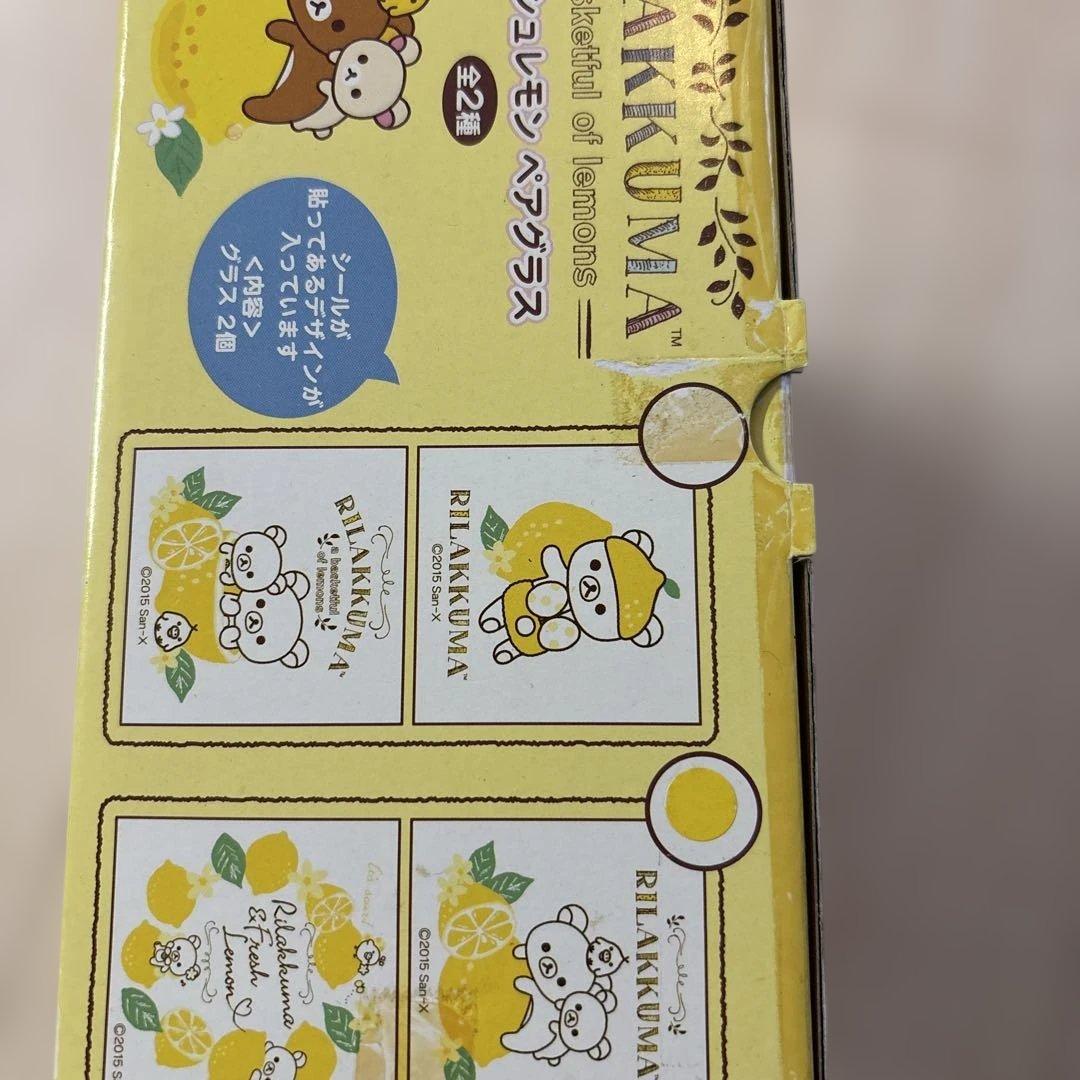 AKKUMA™
sketful of lemons
シュレモン ペアグラス
全2種
シールが
貼ってあるデザインが
入っています
<内容>
グラス 2個
RILAKKUMA™
©2015 San-X
RILAKKUMA™
a basketful
of lemons
©2015 San-X
RILAKKUMA
©2015 San-X
Rilakkuma
& Fresh
Lemon
©2015 San-X